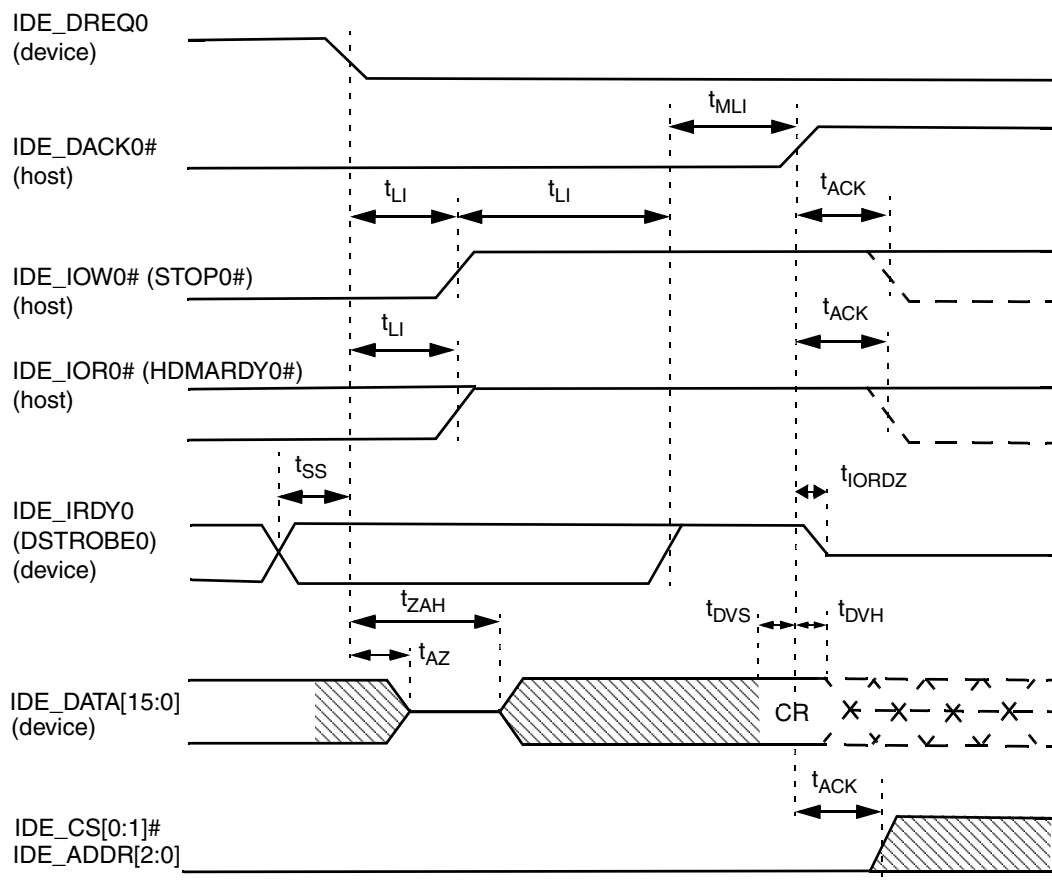 IDE_DREQ0
(device)
tMLI
IDE_DACK0#
(host)
tLI
tLI
tACK
IDE_IOW0# (STOP0#)
(host)
tLI
tACK
IDE_IOR0# (HDMARDY0#)
(host)
tSS
tIORDZ
IDE_IRDY0
(DSTROBE0)
(device)
tZAH
tDVS
tDVH
tAZ
IDE_DATA[15:0]
(device)
CR
tACK
IDE_CS[0:1]#
IDE_ADDR[2:0]